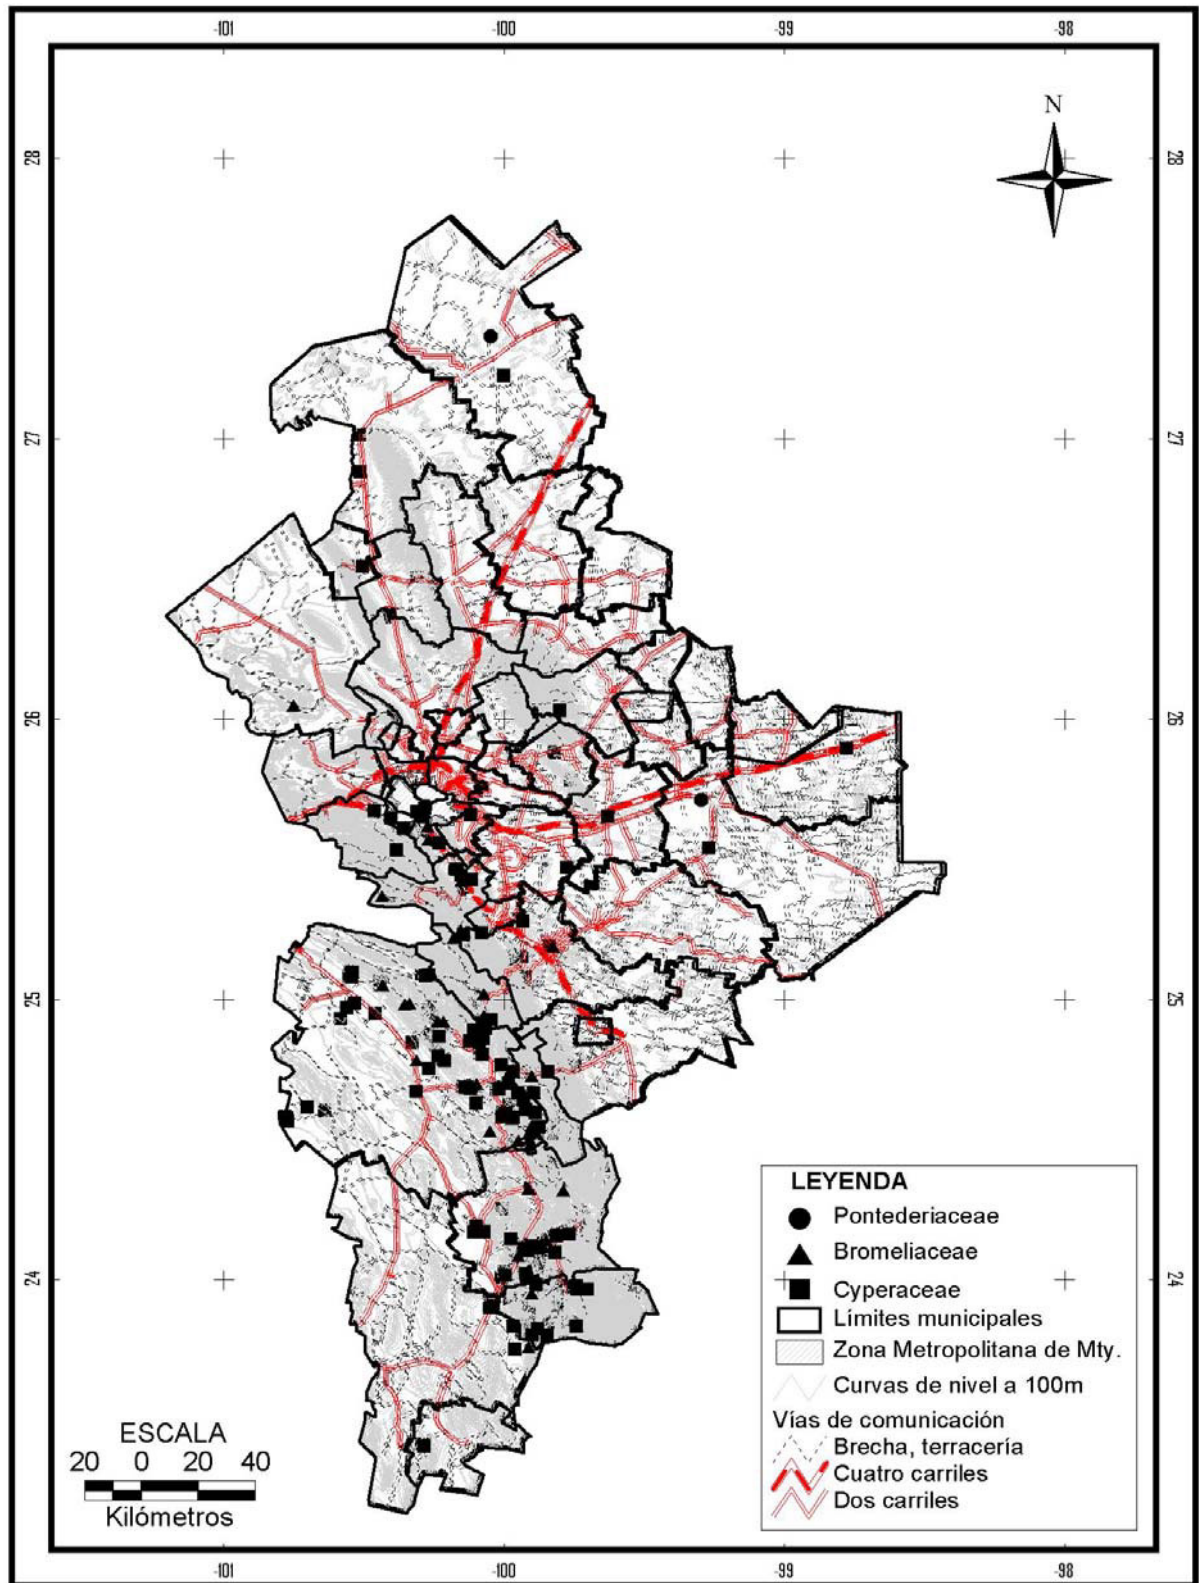 -101 -100 -99 -98
N
28 28
27 27
26 26
25 25
24 24
LEYENDA
Pontederiaceae
Bromeliaceae
Cyperaceae
Límites municipales
Zona Metropolitana de Mty.
Curvas de nivel a 100m
Vías de comunicación
Brecha, terracería
Cuatro carriles
Dos carriles
ESCALA
20 0 20 40
Kilómetros
-101 -100 -99 -98